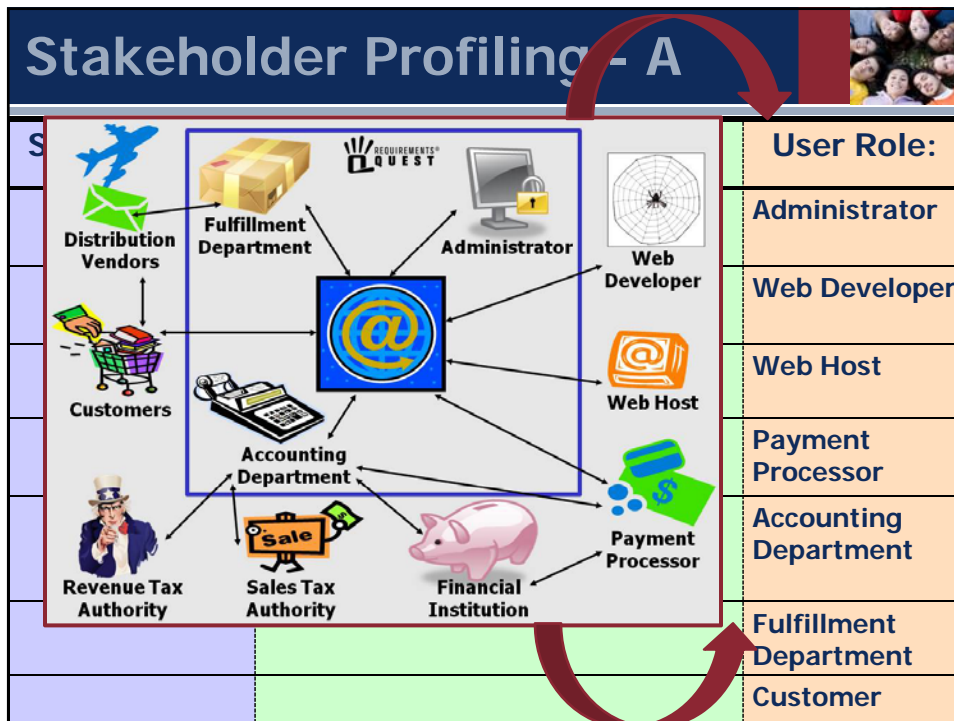 Stakeholder Profiling - A
S
User Role:
REQUIREMENTS®
QUEST
Fulfillment
Department
Administrator
Distribution
Vendors
Web
Developer
@
@
Customers
Web Host
Accounting
Department
$
$
Sale
Payment
Processor
Revenue Tax
Authority
Sales Tax
Authority
Financial
Institution
Administrator
Web Developer
Web Host
Payment
Processor
Accounting
Department
Fulfillment
Department
Customer